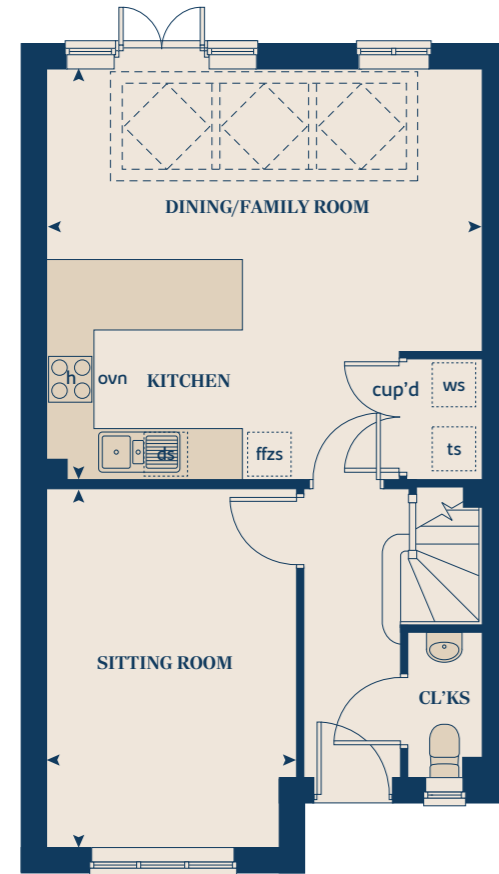 DINING/FAMILY ROOM
h ovn
KITCHEN
cup'd
ws
ds
ffzs
ts
SITTING ROOM
CL'KS